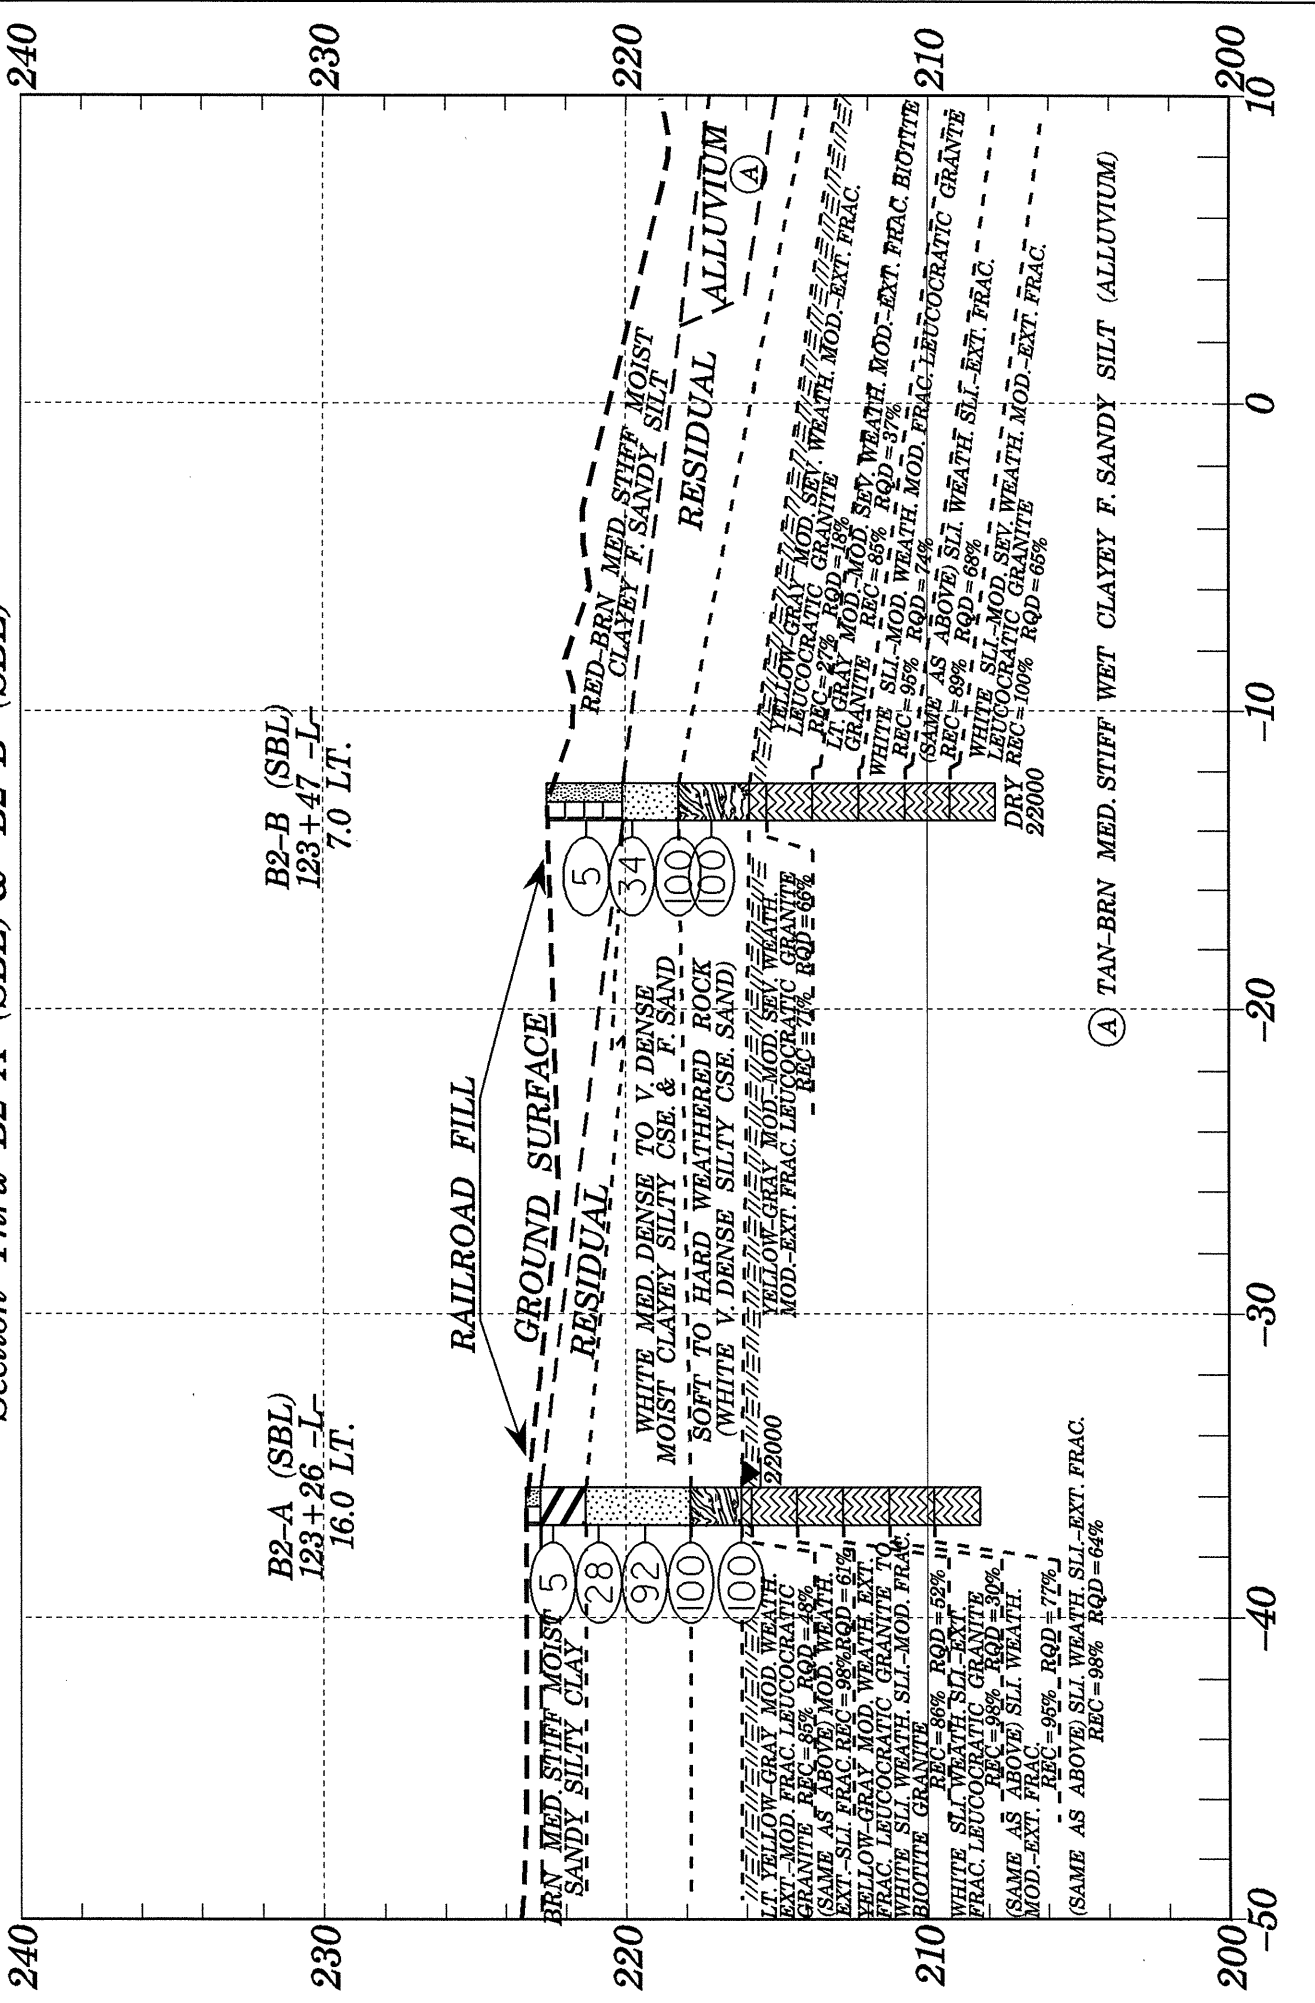 Section Thru B2-A (SBL) & B2-B (SBL)
B2-A (SBL)
123+26 -L-
16.0 LT.
B2-B (SBL)
123+47 -L-
7.0 LT.
240
230
220
210
200
240
230
220
210
200
RAILROAD FILL
GROUND SURFACE
RESIDUAL
RED-BRN MED. STIFF MOIST
CLAYEY F. SANDY SILT
RESIDUAL
ALLUVIUM
A
BRN MED. STIFF MOIST
SANDY SILTY CLAY
5
28
92
100
100
5
34
100
100
WHITE MED. DENSE TO V. DENSE
MOIST CLAYEY SILTY CSE. & F. SAND
SOFT TO HARD WEATHERED ROCK
(WHITE V. DENSE SILTY CSE. SAND)
2/2000
YELLOW-GRAY MOD.-MOD. SEV. WEATH.
MOD.-EXT. FRAC. LEUCOCRATIC GRANITE
REC=71% RQD=66%
YELLOW-GRAY MOD. SEV. WEATH. MOD.-EXT. FRAC.
LEUCOCRATIC GRANITE
REC=27% RQD=18%
LT. GRAY MOD.-MOD. SEV. WEATH. MOD.-EXT. FRAC. BIOTITE
GRANITE REC=85% RQD=37%
WHITE SLI.-MOD. WEATH. MOD. FRAC. LEUCOCRATIC GRANITE
REC=95% RQD=74%
(SAME AS ABOVE) SLI. WEATH. SLI.-EXT. FRAC.
REC=89% RQD=68%
WHITE SLI.-MOD. SEV. WEATH. MOD.-EXT. FRAC.
LEUCOCRATIC GRANITE
REC=100% RQD=65%
DRY
2/2000
LT. YELLOW-GRAY MOD. WEATH.
EXT.-MOD. FRAC. LEUCOCRATIC
GRANITE REC=85% RQD=48%
(SAME AS ABOVE) MOD. WEATH.
EXT.-SLI. FRAC. REC=98% RQD=61%
YELLOW-GRAY MOD. WEATH. EXT.
FRAC. LEUCOCRATIC GRANITE TO
WHITE SLI. WEATH. SLI.-MOD. FRAC.
BIOTITE GRANITE
REC=86% RQD=52%
WHITE SLI. WEATH. SLI.-EXT.
FRAC. LEUCOCRATIC GRANITE
REC=98% RQD=30%
(SAME AS ABOVE) SLI. WEATH.
MOD.-EXT. FRAC.
REC=95% RQD=77%
(SAME AS ABOVE) SLI. WEATH. SLI.-EXT. FRAC.
REC=98% RQD=64%
A TAN-BRN MED. STIFF WET CLAYEY F. SANDY SILT (ALLUVIUM)
-50
-40
-30
-20
-10
0
10